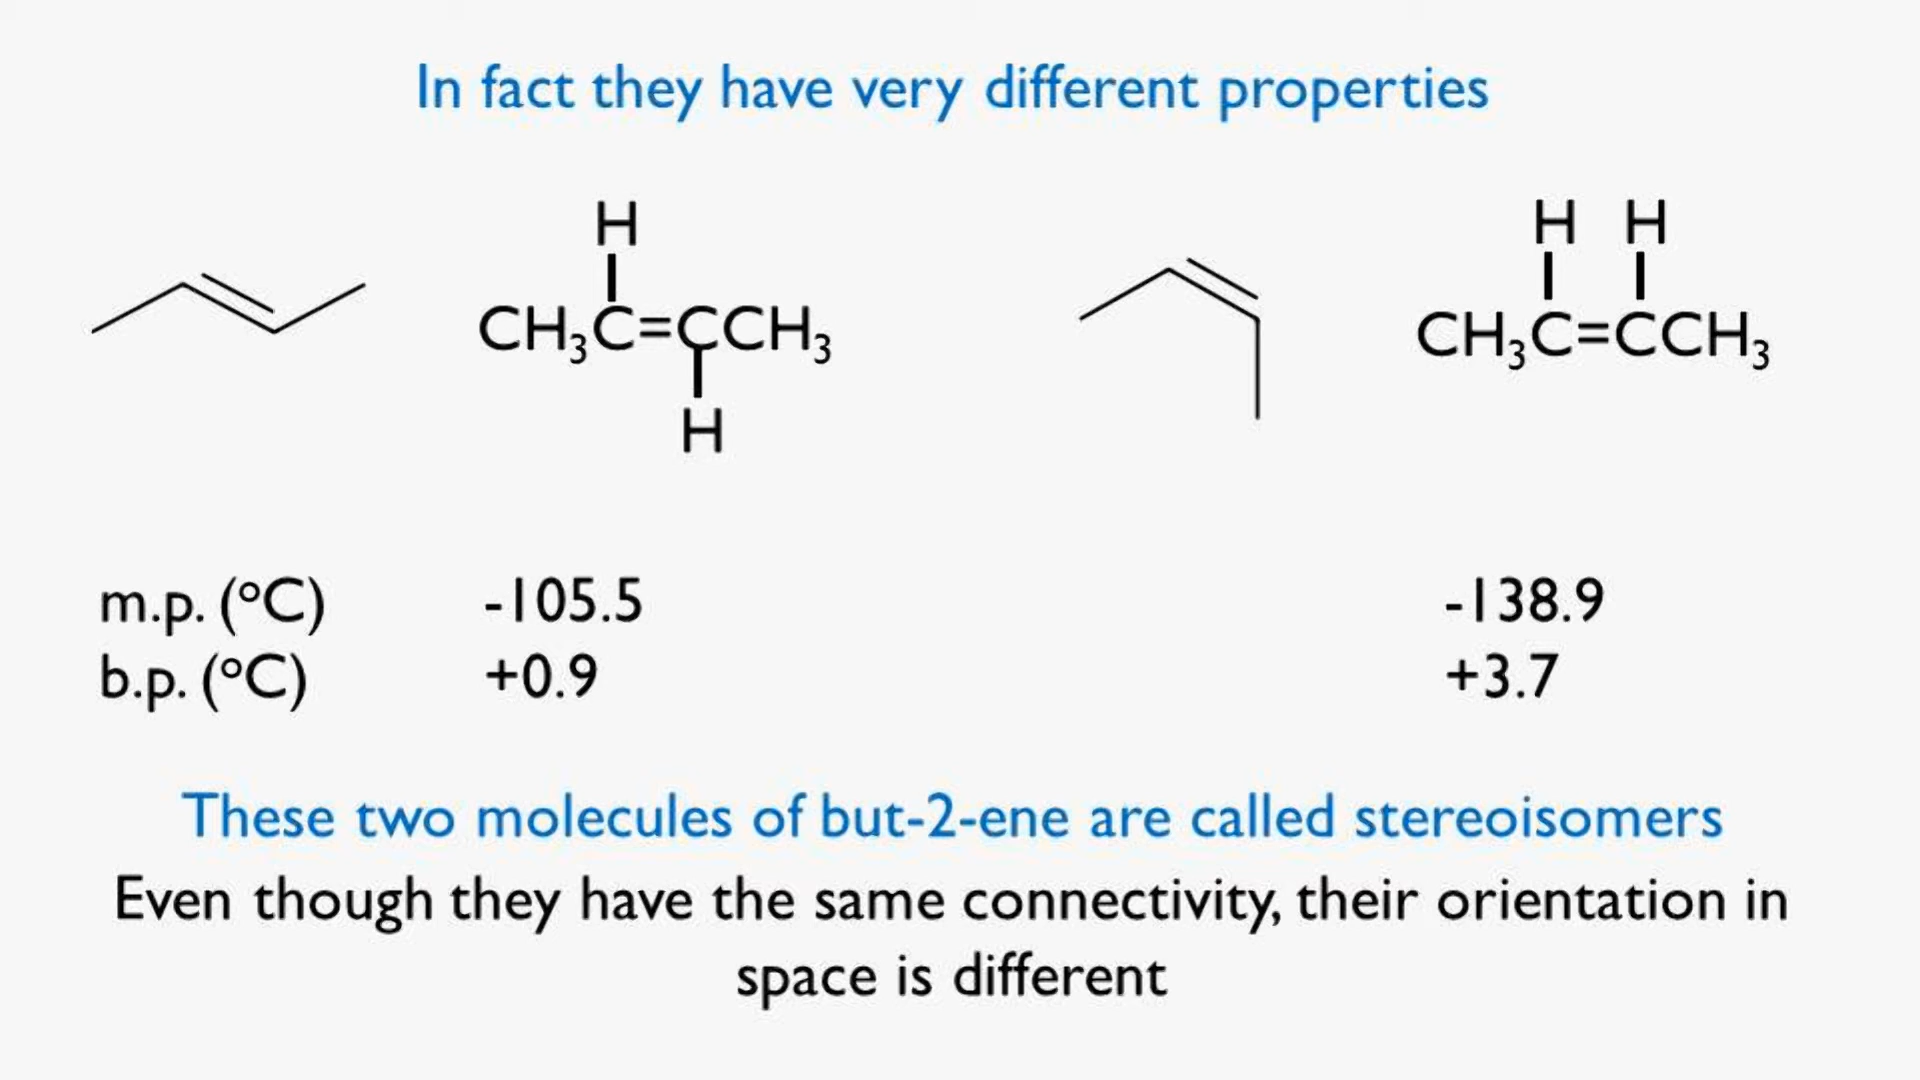 In fact they have very different properties
H
CH₃C=CCH₃
H
H H
CH₃C=CCH₃
m.p. (°C) -105.5 -138.9
b.p. (°C) +0.9 +3.7
These two molecules of but-2-ene are called stereoisomers
Even though they have the same connectivity, their orientation in
space is different